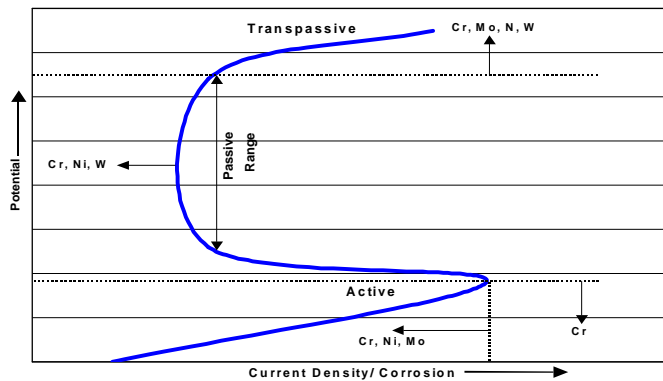 Transpassive
Cr, Mo, N, W
Potential
Cr, Ni, W
Passive
Range
Active
Cr, Ni, Mo
Cr
Current Density/ Corrosion